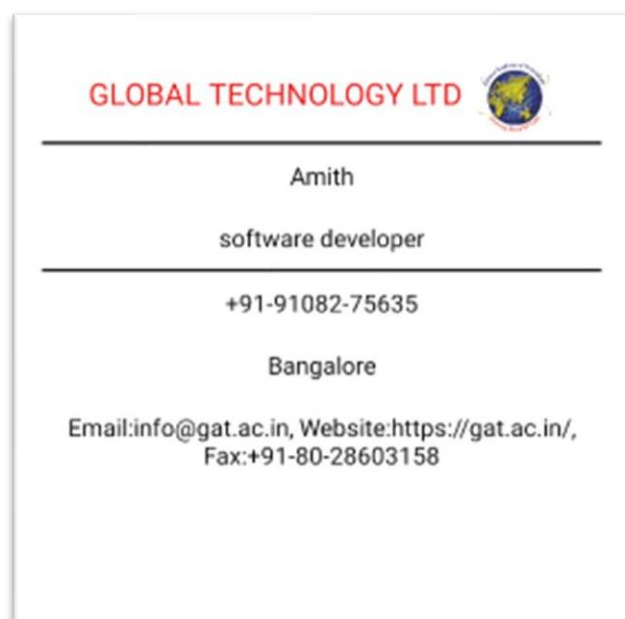 GLOBAL TECHNOLOGY LTD
Amith
software developer
+91-91082-75635
Bangalore
Email:info@gat.ac.in, Website:https://gat.ac.in/,
Fax:+91-80-28603158